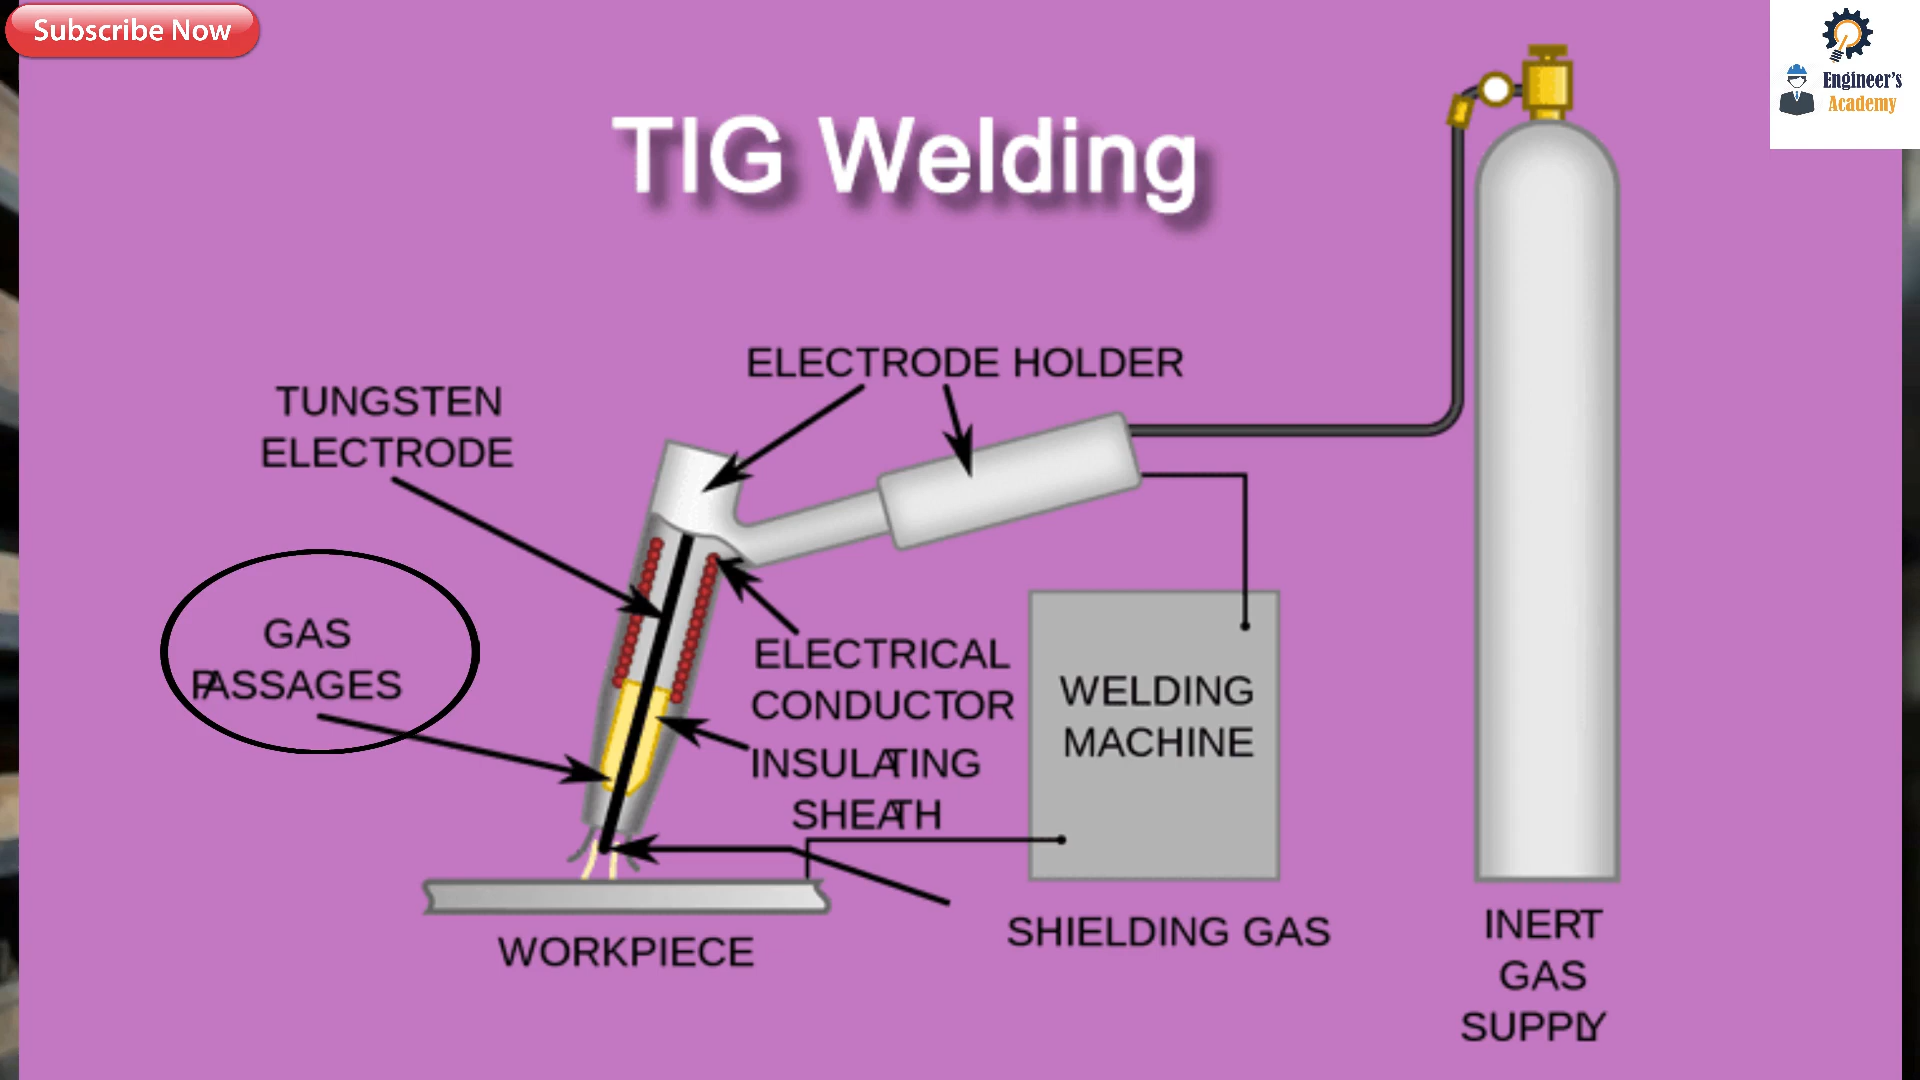 Subscribe Now
Engineer's
Academy
TIG Welding
ELECTRODE HOLDER
TUNGSTEN
ELECTRODE
GAS
PASSAGES
ELECTRICAL
CONDUCTOR
INSULATING
SHEATH
WELDING
MACHINE
SHIELDING GAS
WORKPIECE
INERT
GAS
SUPPLY